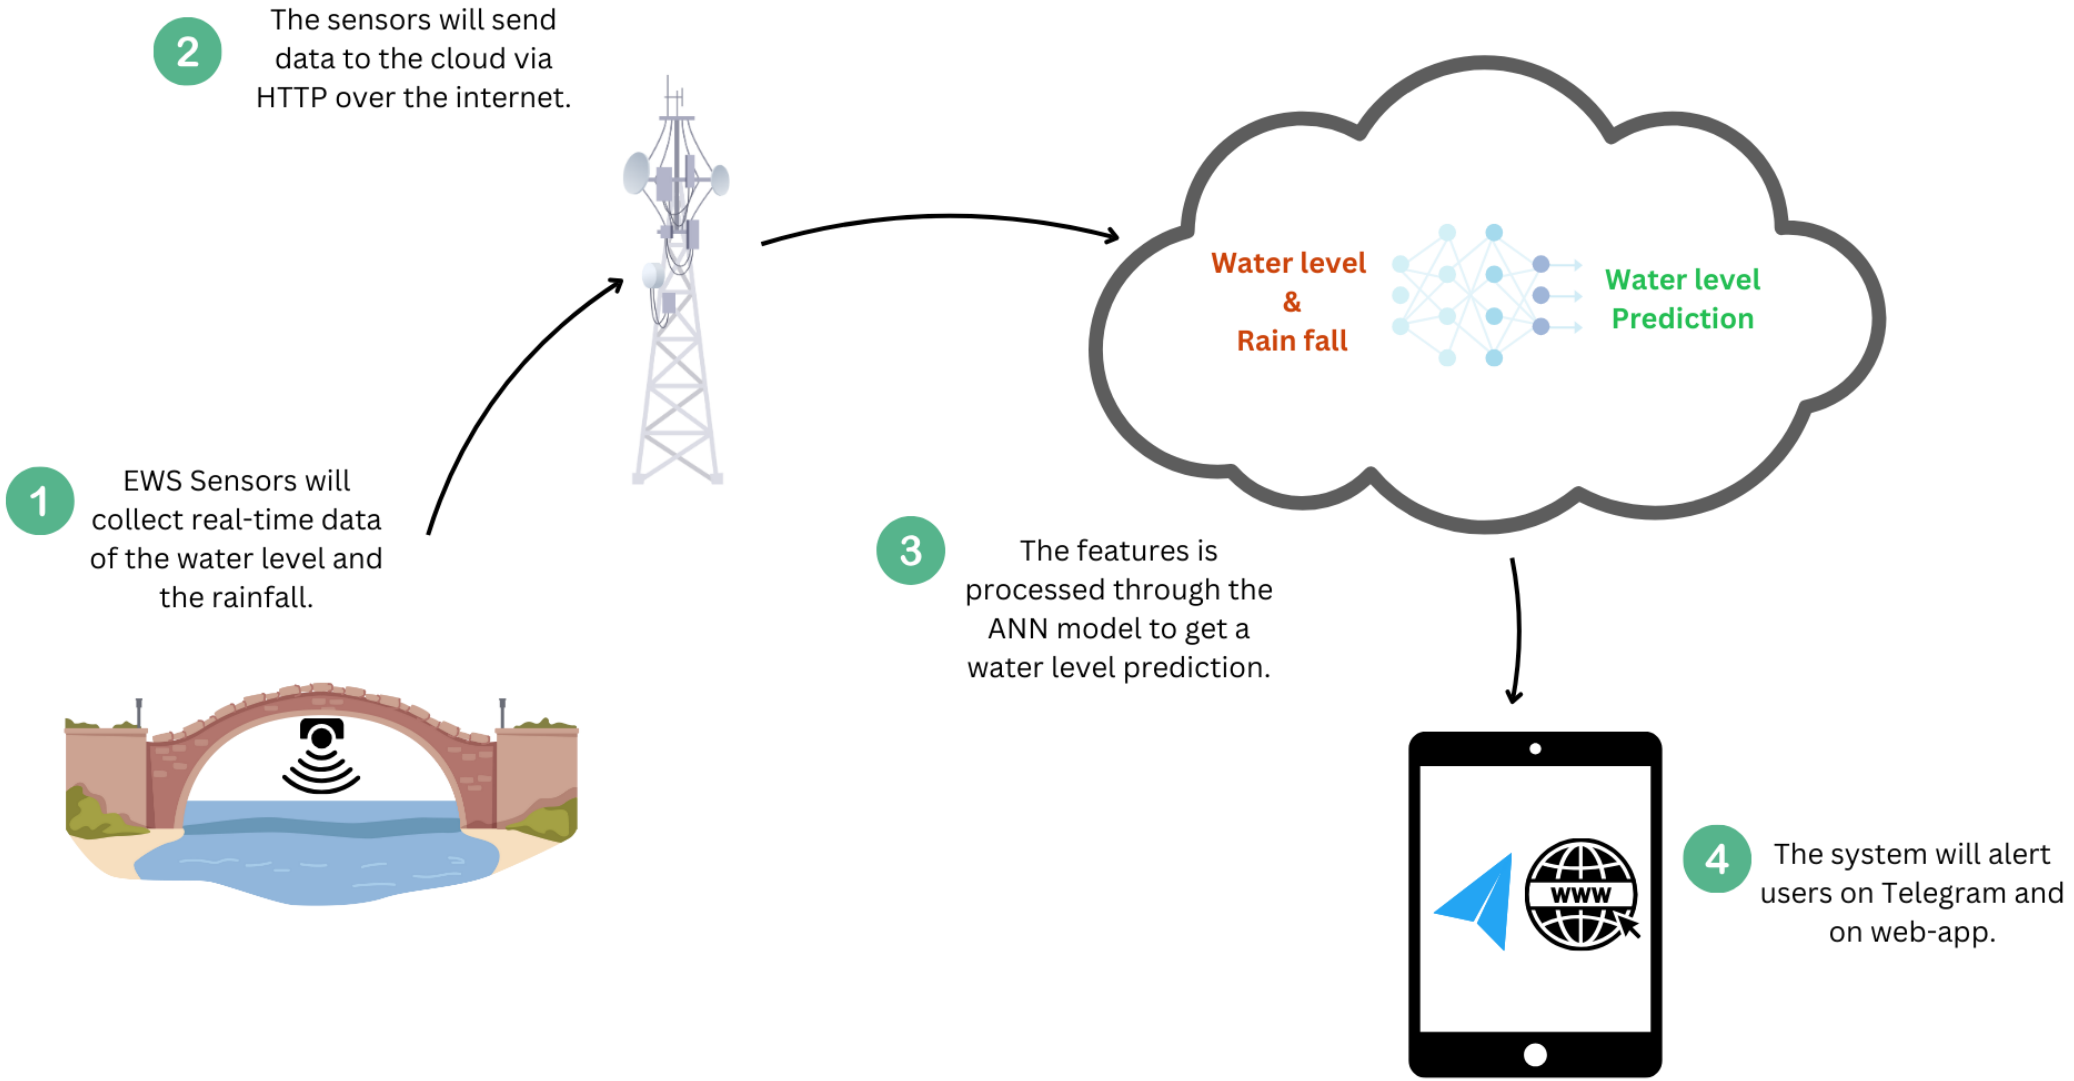 2
The sensors will send
data to the cloud via
HTTP over the internet.
1
EWS Sensors will
collect real-time data
of the water level and
the rainfall.
Water level
&
Rain fall
Water level
Prediction
3
The features is
processed through the
ANN model to get a
water level prediction.
www
4
The system will alert
users on Telegram and
on web-app.